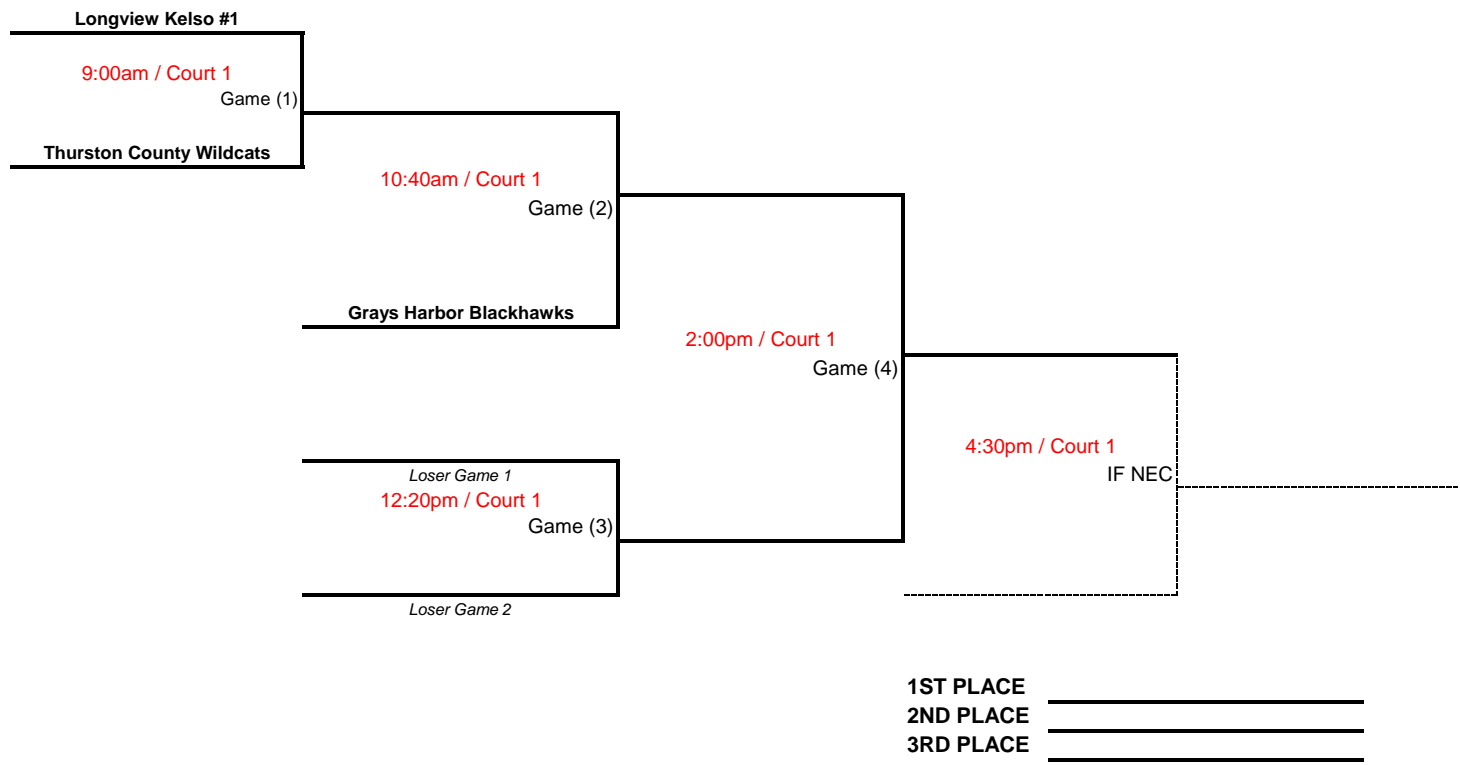 Longview Kelso #1
9:00am / Court 1
Game (1)
Thurston County Wildcats
10:40am / Court 1
Game (2)
Grays Harbor Blackhawks
2:00pm / Court 1
Game (4)
Loser Game 1
12:20pm / Court 1
Game (3)
Loser Game 2
4:30pm / Court 1
IF NEC
1ST PLACE
2ND PLACE
3RD PLACE